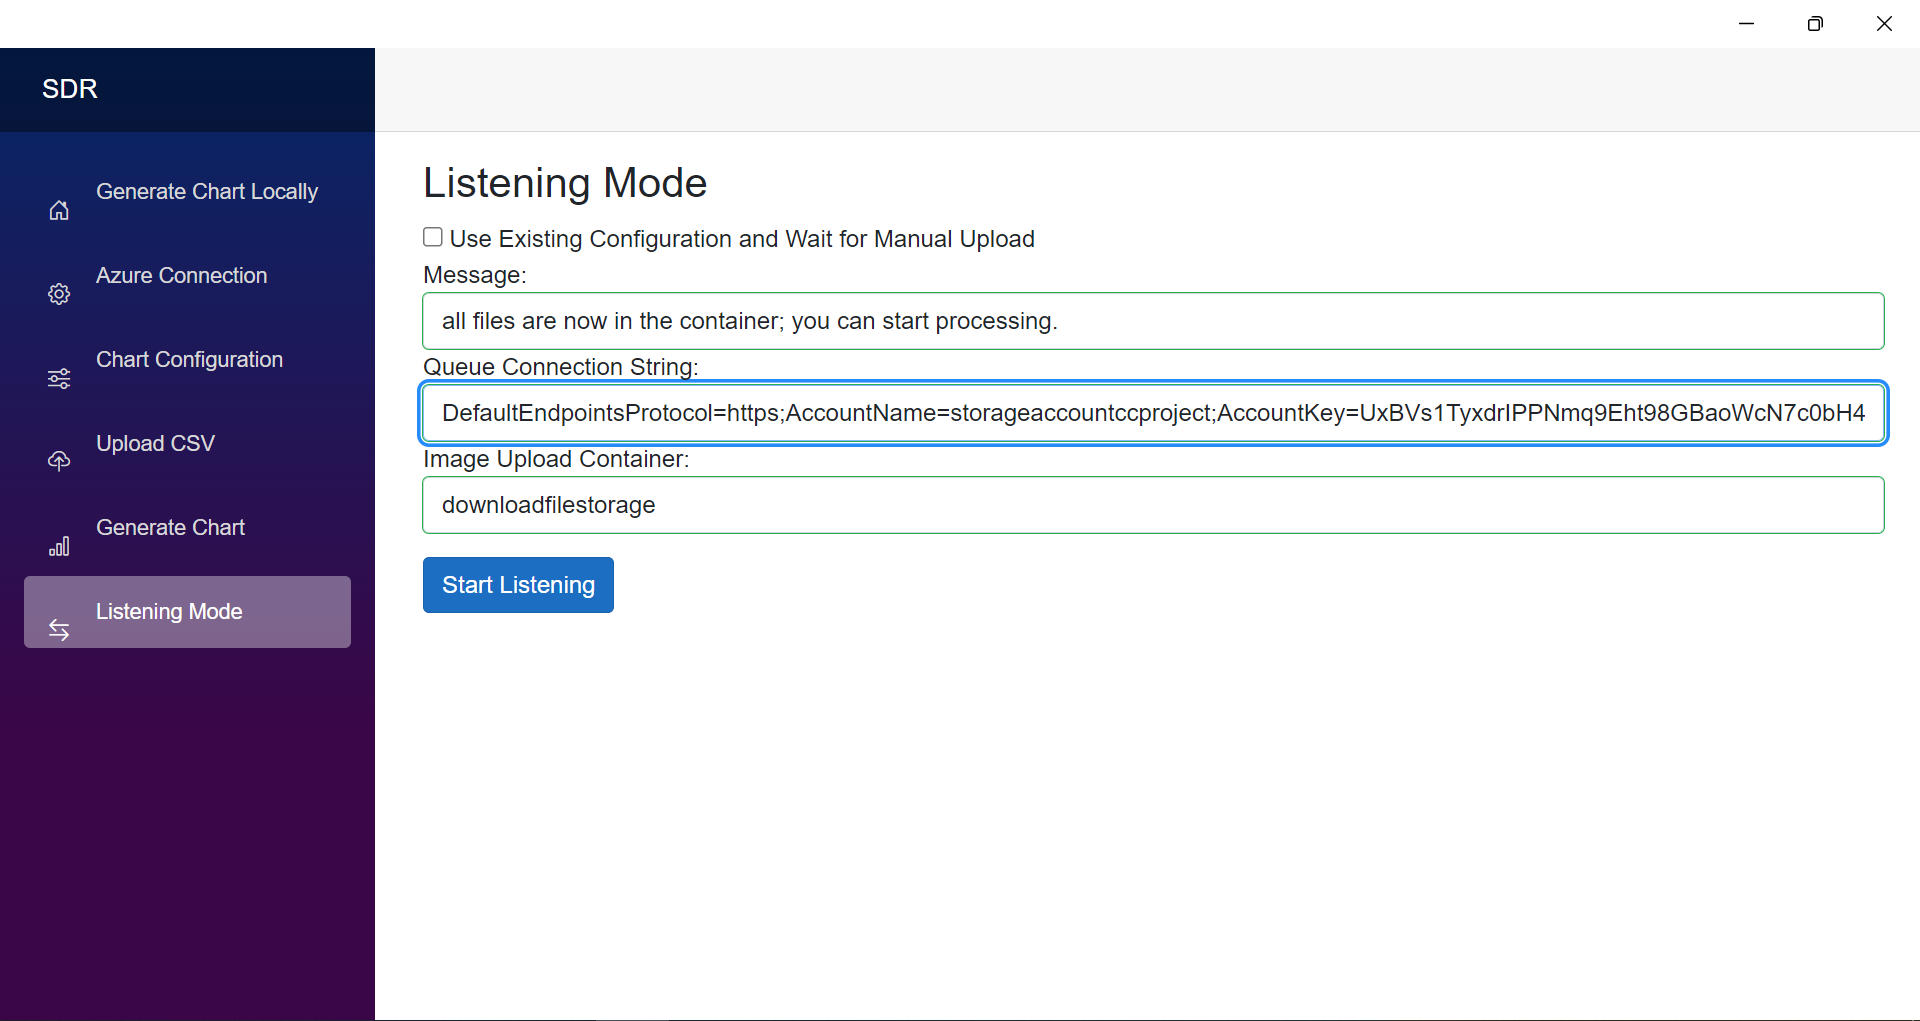 SDR
Generate Chart Locally
Azure Connection
Chart Configuration
Upload CSV
Generate Chart
Listening Mode
Listening Mode
Use Existing Configuration and Wait for Manual Upload
Message:
all files are now in the container; you can start processing.
Queue Connection String:
DefaultEndpointsProtocol=https;AccountName=storageaccountccproject;AccountKey=UxBVs1TyxdrIPPNmq9Eht98GBaoWcN7c0bH4
Image Upload Container:
downloadfilestorage
Start Listening